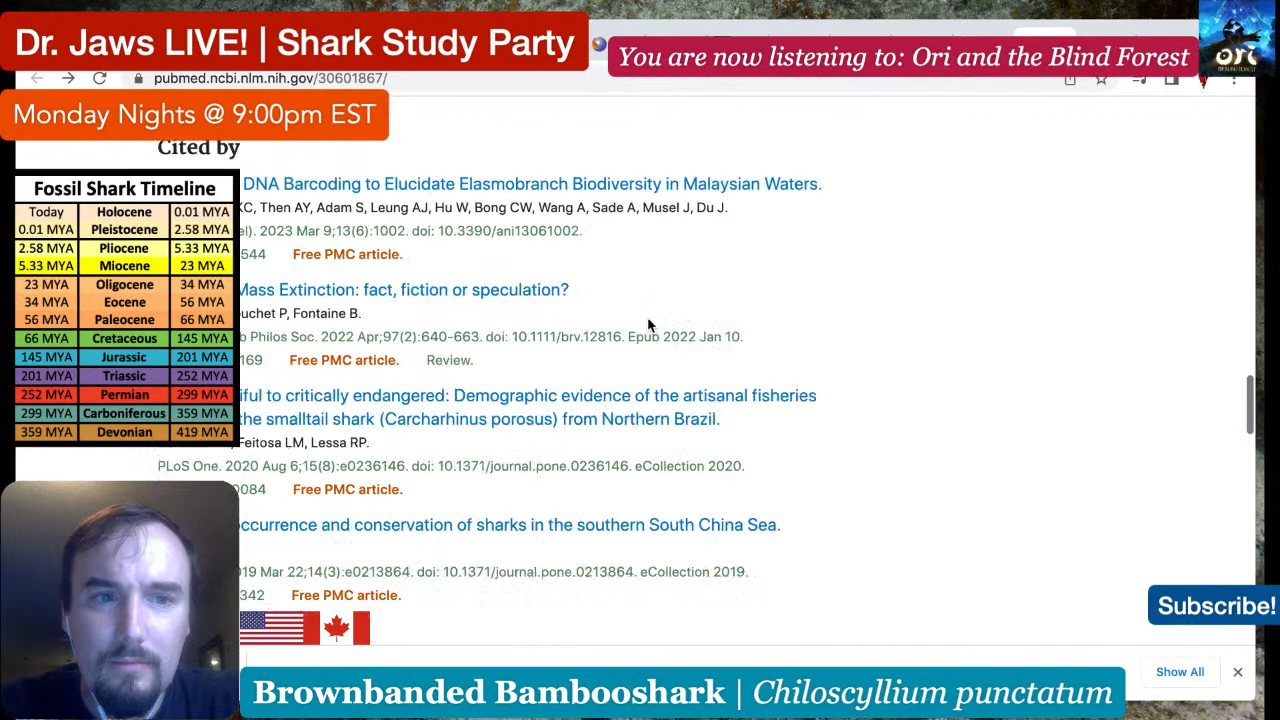 Dr. Jaws LIVE! | Shark Study Party
You are now listening to: Ori and the Blind Forest
ori
pubmed.ncbi.nlm.nih.gov/30601867/
Monday Nights @ 9:00pm EST
Cited by
Fossil Shark Timeline
Today Holocene 0.01 MYA
0.01 MYA Pleistocene 2.58 MYA
2.58 MYA Pliocene 5.33 MYA
5.33 MYA Miocene 23 MYA
23 MYA Oligocene 34 MYA
34 MYA Eocene 56 MYA
56 MYA Paleocene 66 MYA
66 MYA Cretaceous 145 MYA
145 MYA Jurassic 201 MYA
201 MYA Triassic 252 MYA
252 MYA Permian 299 MYA
299 MYA Carboniferous 359 MYA
359 MYA Devonian 419 MYA
DNA Barcoding to Elucidate Elasmobranch Biodiversity in Malaysian Waters.
KC, Then AY, Adam S, Leung AJ, Hu W, Bong CW, Wang A, Sade A, Musel J, Du J.
el). 2023 Mar 9;13(6):1002. doi: 10.3390/ani13061002.
544 Free PMC article.
Mass Extinction: fact, fiction or speculation?
uchet P, Fontaine B.
b Philos Soc. 2022 Apr;97(2):640-663. doi: 10.1111/brv.12816. Epub 2022 Jan 10.
169 Free PMC article. Review.
iful to critically endangered: Demographic evidence of the artisanal fisheries
the smalltail shark (Carcharhinus porosus) from Northern Brazil.
Feitosa LM, Lessa RP.
PLoS One. 2020 Aug 6;15(8):e0236146. doi: 10.1371/journal.pone.0236146. eCollection 2020.
0084 Free PMC article.
occurrence and conservation of sharks in the southern South China Sea.
19 Mar 22;14(3):e0213864. doi: 10.1371/journal.pone.0213864. eCollection 2019.
342 Free PMC article.
Subscribe!
Show All
Brownbanded Bambooshark | Chiloscyllium punctatum